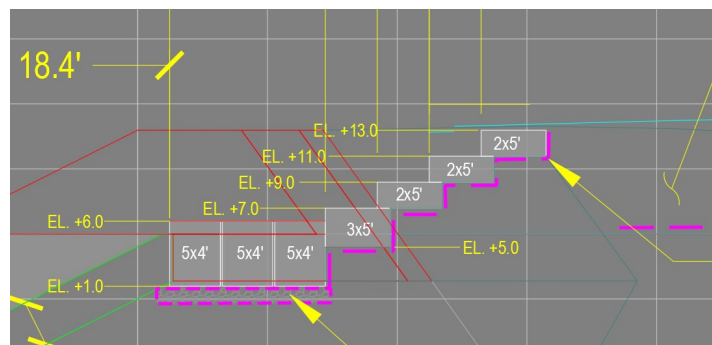 18.4'
EL. +13.0
2x5'
EL. +11.0
2x5'
EL. +9.0
2x5'
EL. +7.0
EL. +6.0
3x5'
5x4'
5x4'
5x4'
EL. +5.0
EL. +1.0